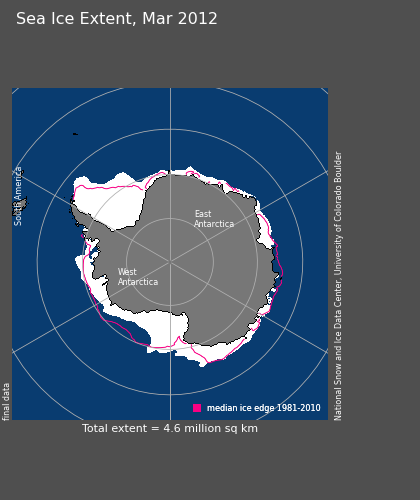 Sea Ice Extent, Mar 2012
South America
East
Antarctica
West
Antarctica
National Snow and Ice Data Center, University of Colorado Boulder
final data
median ice edge 1981-2010
Total extent = 4.6 million sq km